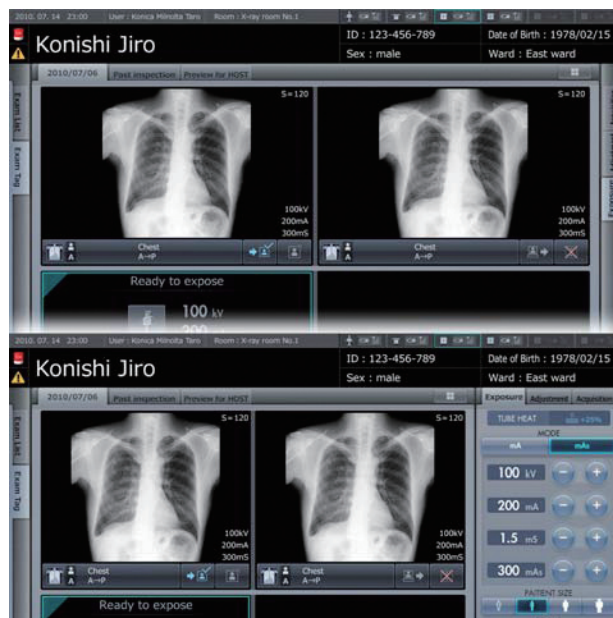 2010. 07. 14 23:00 User : Konica Minolta Taro Room : X-ray room No.1
Konishi Jiro
ID : 123-456-789
Date of Birth : 1978/02/15
Sex : male
Ward : East ward
2010/07/06 Past inspection Preview for HOST
Exam List
Exam Tag
S=120
S=120
100kV
200mA
300mS
100kV
200mA
300mS
A
Chest
A→P
A
Chest
A→P
Ready to expose
100 kV
2010. 07. 14 23:00 User : Konica Minolta Taro Room : X-ray room No.1
Konishi Jiro
ID : 123-456-789
Date of Birth : 1978/02/15
Sex : male
Ward : East ward
2010/07/06 Past inspection Preview for HOST
Exposure Adjustment Acquisition
Exam List
Exam Tag
S=120
S=120
TUBE HEAT +25%
MODE
mA mAs
100 kV
200 mA
1.5 mS
300 mAs
PAITENT SIZE
100kV
200mA
300mS
100kV
200mA
300mS
A
Chest
A→P
A
Chest
A→P
Ready to expose